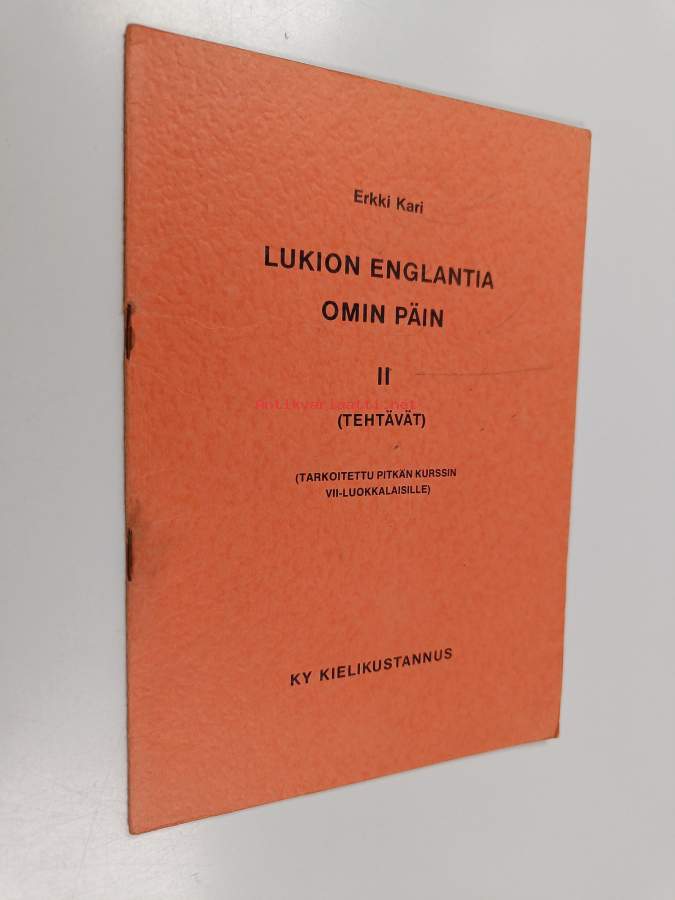 Erkki Kari
LUKION ENGLANTIA
OMIN PÄIN
II
Antikvariaatti.net
(TEHTÄVÄT)
(TARKOITETTU PITKÄN KURSSIN
VII-LUOKKALAISILLE)
KY KIELIKUSTANNUS